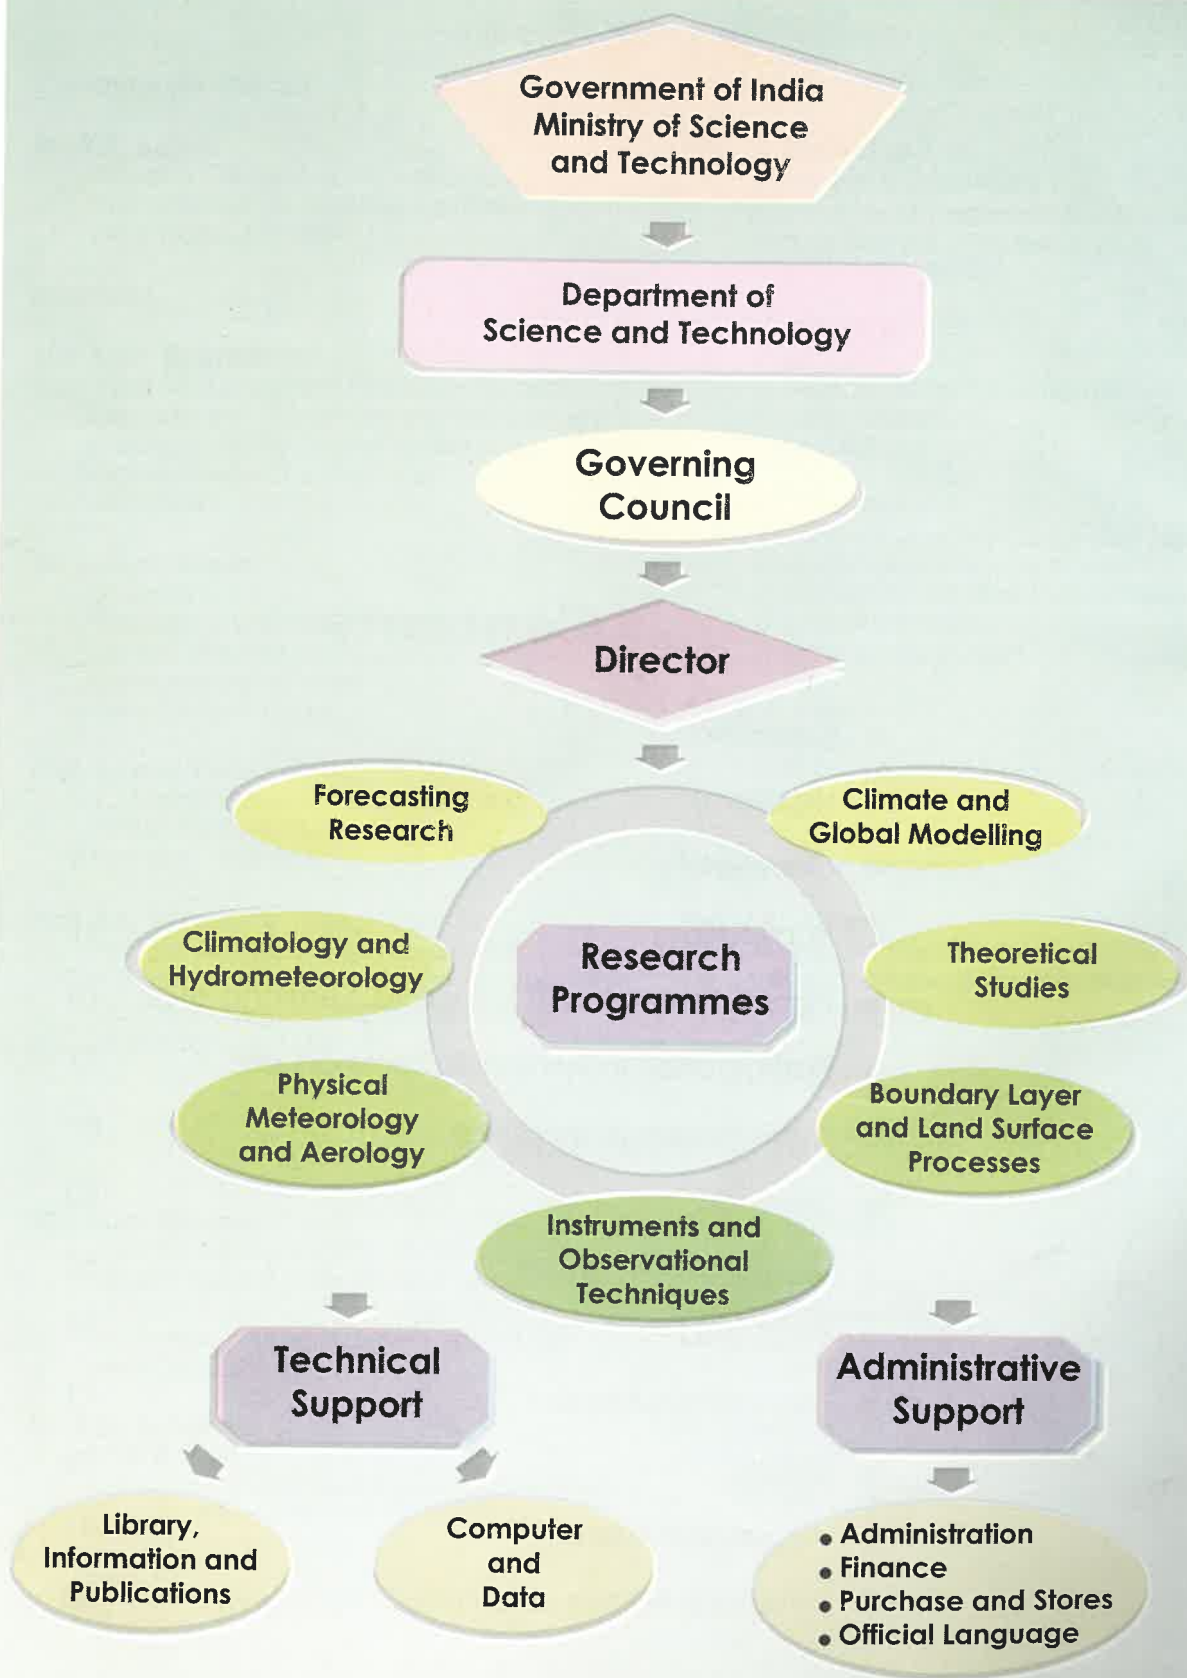 Government of India
Ministry of Science
and Technology
Department of
Science and Technology
Governing
Council
Director
Forecasting
Research
Climate and
Global Modelling
Climatology and
Hydrometeorology
Research
Programmes
Theoretical
Studies
Physical
Meteorology
and Aerology
Boundary Layer
and Land Surface
Processes
Instruments and
Observational
Techniques
Technical
Support
Administrative
Support
Library,
Information and
Publications
Computer
and
Data
• Administration
• Finance
• Purchase and Stores
• Official Language